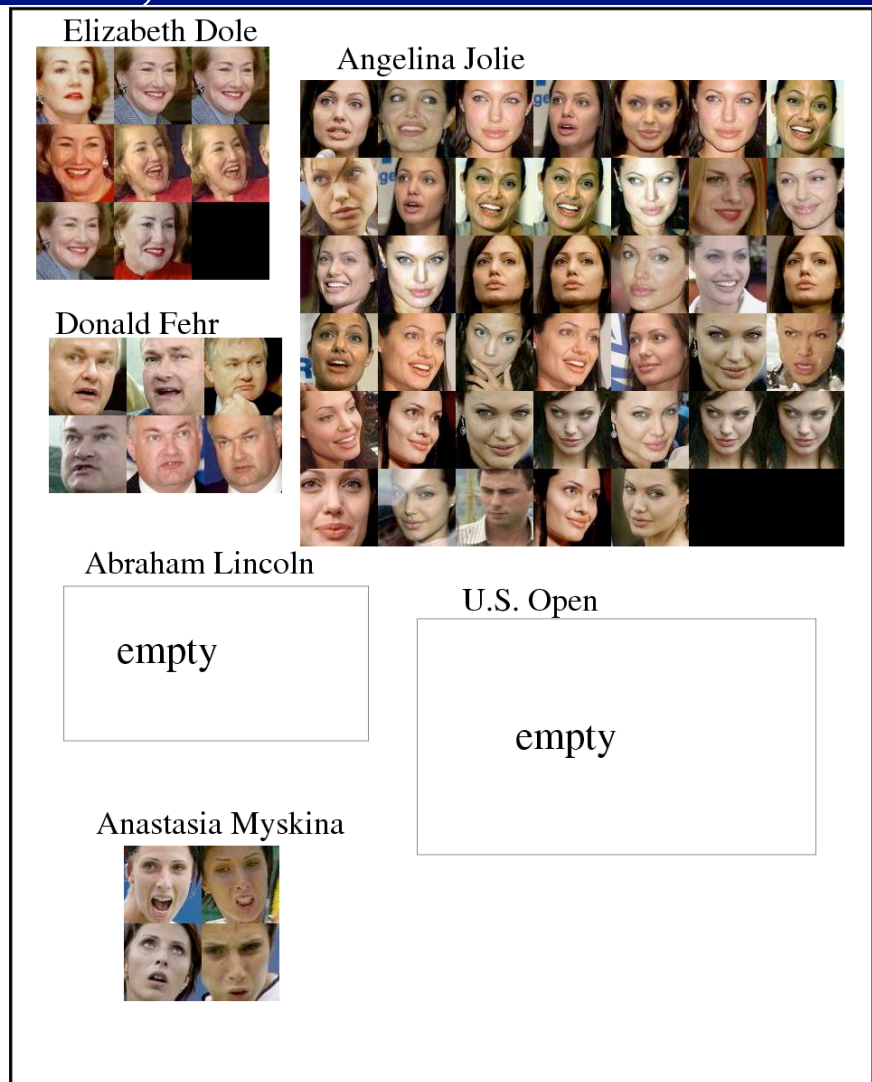 Elizabeth Dole
Angelina Jolie
Donald Fehr
Abraham Lincoln
empty
U.S. Open
empty
Anastasia Myskina